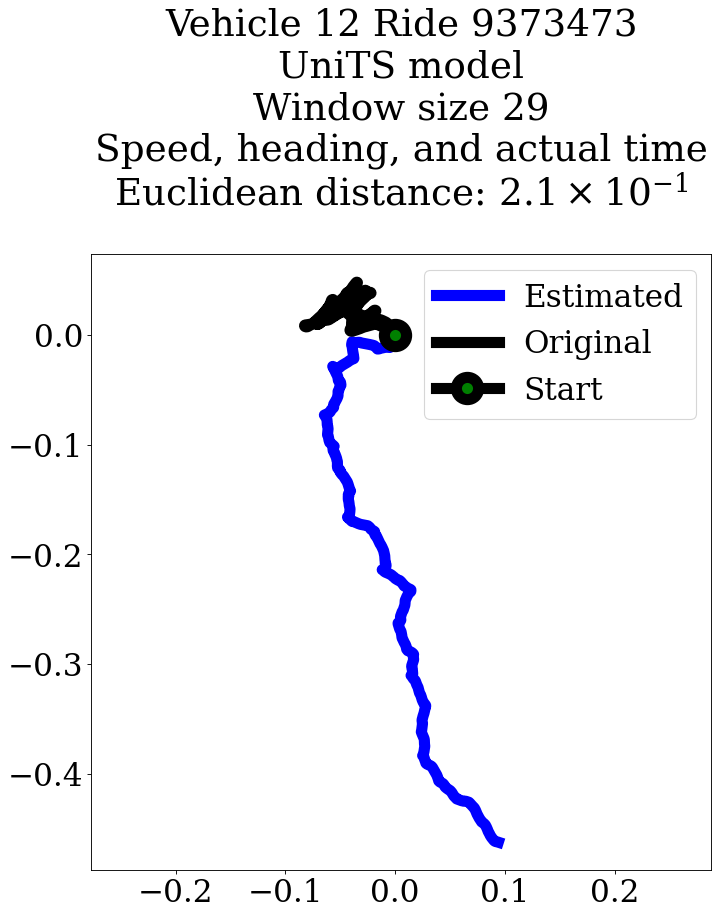 Vehicle 12 Ride 9373473
UniTS model
Window size 29
Speed, heading, and actual time
Euclidean distance: 2.1 × 10⁻¹
Estimated
Original
Start
0.0
−0.1
−0.2
−0.3
−0.4
−0.2 −0.1 0.0 0.1 0.2